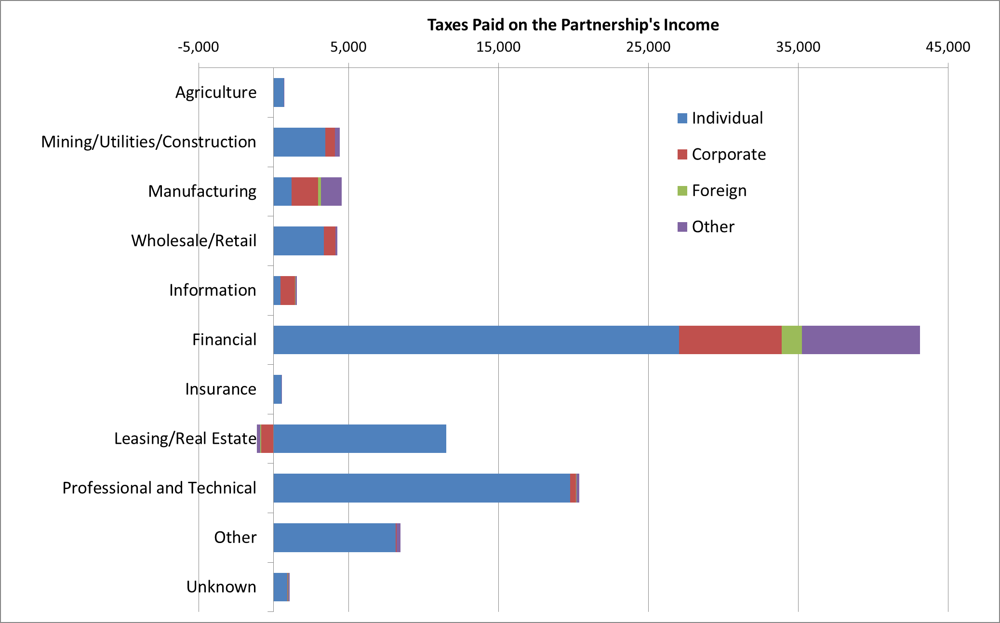 Taxes Paid on the Partnership's Income
-5,000 5,000 15,000 25,000 35,000 45,000
Agriculture
Individual
Mining/Utilities/Construction
Corporate
Manufacturing
Foreign
Other
Wholesale/Retail
Information
Financial
Insurance
Leasing/Real Estate
Professional and Technical
Other
Unknown